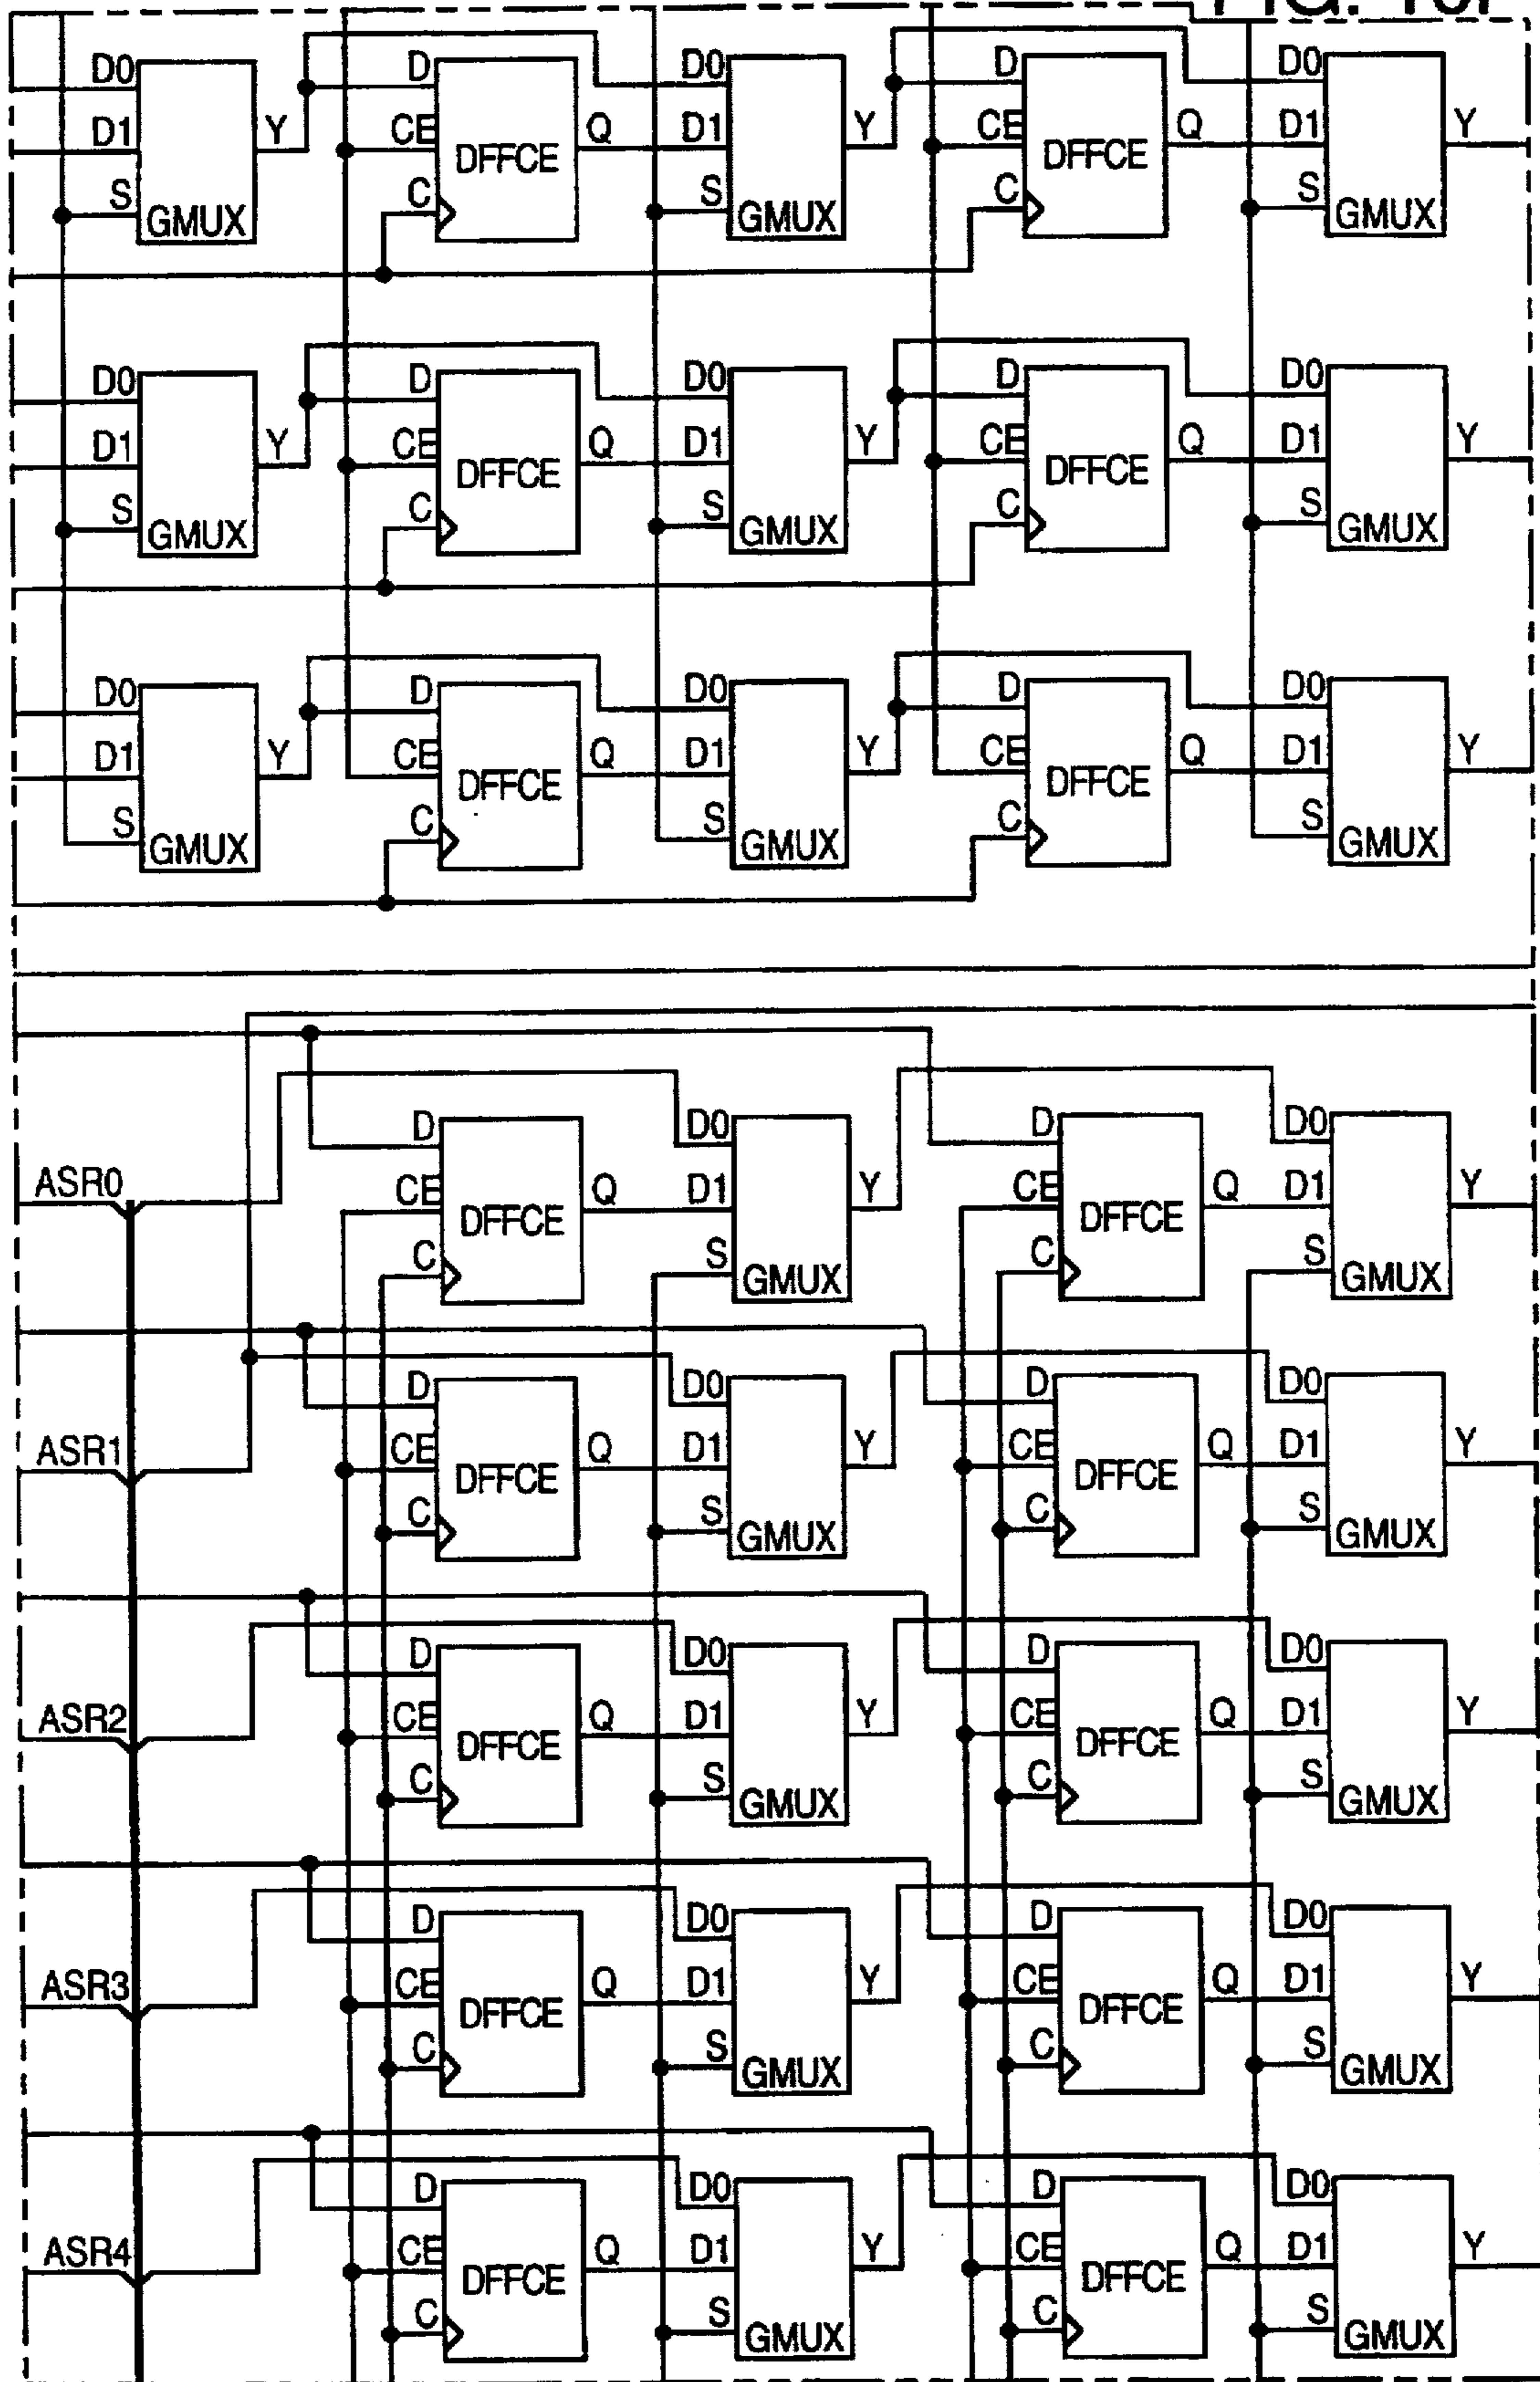 D0 D D0 D D0
D1 Y CE DFFCE Q D1 Y CE DFFCE Q D1 Y
S GMUX C S GMUX C S GMUX
D0 D D0 D D0
D1 Y CE DFFCE Q D1 Y CE DFFCE Q D1 Y
S GMUX C S GMUX C S GMUX
D0 D D0 D D0
D1 Y CE DFFCE Q D1 Y CE DFFCE Q D1 Y
S GMUX C S GMUX C S GMUX
D D0 D D0
ASR0 CE DFFCE Q D1 Y CE DFFCE Q D1 Y
C S GMUX C S GMUX
D D0 D D0
ASR1 CE DFFCE Q D1 Y CE DFFCE Q D1 Y
C S GMUX C S GMUX
D D0 D D0
ASR2 CE DFFCE Q D1 Y CE DFFCE Q D1 Y
C S GMUX C S GMUX
D D0 D D0
ASR3 CE DFFCE Q D1 Y CE DFFCE Q D1 Y
C S GMUX C S GMUX
D D0 D D0
ASR4 CE DFFCE Q D1 Y CE DFFCE Q D1 Y
C S GMUX C S GMUX